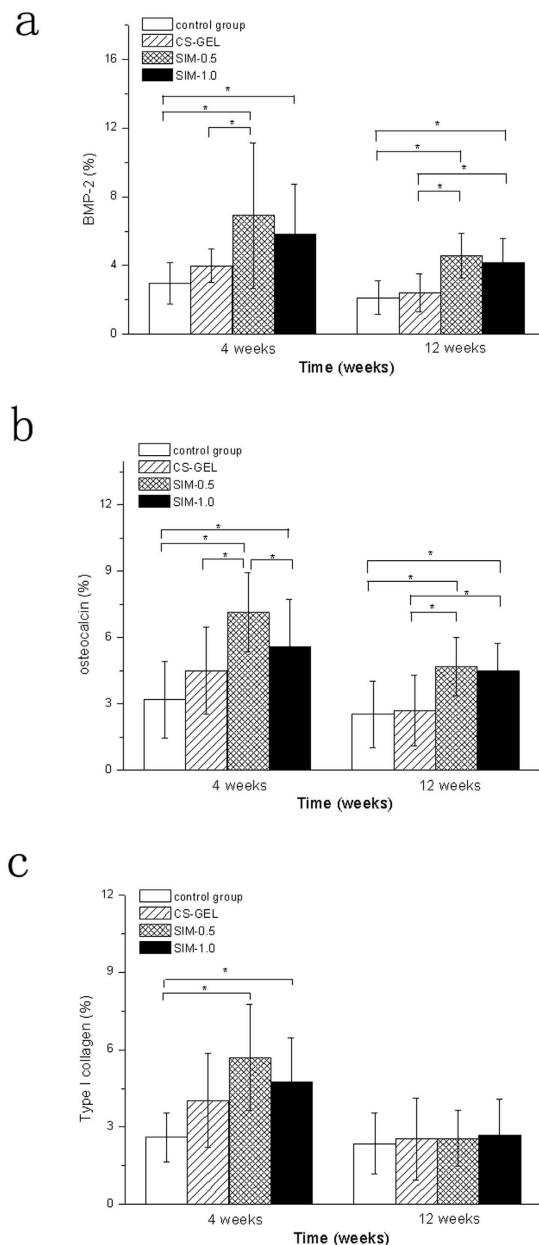 a
control group
CS-GEL
SIM-0.5
SIM-1.0
18
12
8
4
0
BMP-2 (%)
*
*
*
*
*
*
*
4 weeks
12 weeks
Time (weeks)
b
control group
CS-GEL
SIM-0.5
SIM-1.0
12
9
6
3
0
osteocalcin (%)
*
*
*
*
*
*
*
*
4 weeks
12 weeks
Time (weeks)
c
control group
CS-GEL
SIM-0.5
SIM-1.0
12
9
6
3
0
Type I collagen (%)
*
*
4 weeks
12 weeks
Time (weeks)